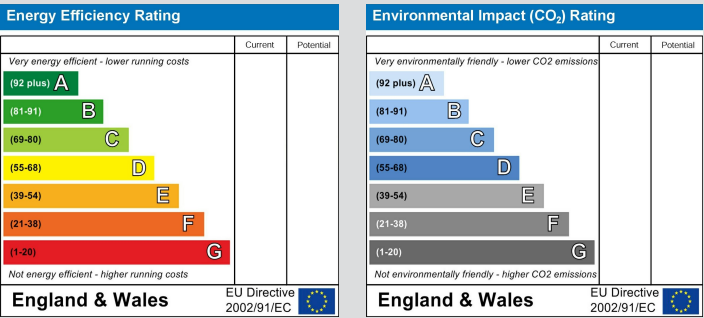 Energy Efficiency Rating
Current Potential
Very energy efficient - lower running costs
(92 plus) A
(81-91) B
(69-80) C
(55-68) D
(39-54) E
(21-38) F
(1-20) G
Not energy efficient - higher running costs
England & Wales
EU Directive
2002/91/EC
Environmental Impact (CO₂) Rating
Current Potential
Very environmentally friendly - lower CO2 emissions
(92 plus) A
(81-91) B
(69-80) C
(55-68) D
(39-54) E
(21-38) F
(1-20) G
Not environmentally friendly - higher CO2 emissions
England & Wales
EU Directive
2002/91/EC